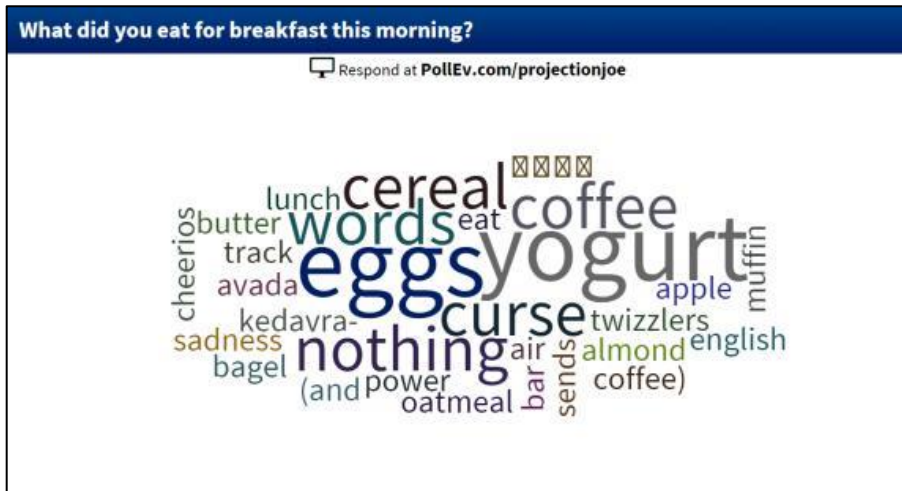 What did you eat for breakfast this morning?
Respond at PollEv.com/projectionjoe
cereal
lunch
coffee
words
eat
butter
cheerios
yogurt
muffin
track
eggs
avada
apple
curse
kedavra-
twizzlers
sadness
nothing
air
almond
english
bagel
sends
(and
power
bar
coffee)
oatmeal